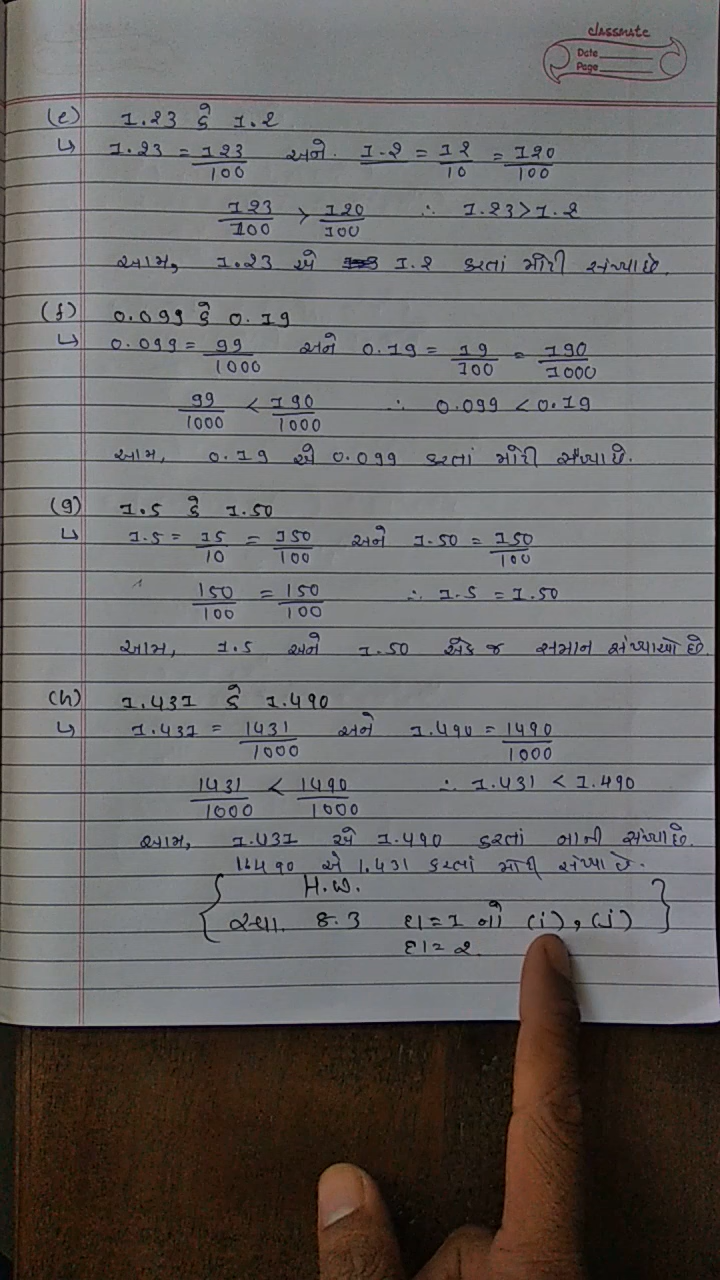 classmate
Date
Page
(e) 1.23 કે 1.2
↳ 1.23 = 123/100 અને. 1.2 = 12/10 = 120/100
123/100 > 120/100 ∴ 1.23 > 1.2
આમ, 1.23 એ 1.2 કરતાં મોટી સંખ્યા છે.
(f) 0.099 કે 0.19
↳ 0.099 = 99/1000 અને 0.19 = 19/100 = 190/1000
99/1000 < 190/1000 ∴ 0.099 < 0.19
આમ, 0.19 એ 0.099 કરતાં મોટી સંખ્યા છે.
(g) 1.5 કે 1.50
↳ 1.5 = 15/10 = 150/100 અને 1.50 = 150/100
150/100 = 150/100 ∴ 1.5 = 1.50
આમ, 1.5 અને 1.50 એક જ સમાન સંખ્યાઓ છે.
(h) 1.431 કે 1.490
↳ 1.431 = 1431/1000 અને 1.490 = 1490/1000
1431/1000 < 1490/1000 ∴ 1.431 < 1.490
આમ, 1.431 એ 1.490 કરતાં નાની સંખ્યા છે.
1.490 એ 1.431 કરતાં મોટી સંખ્યા છે.
H.W.
સ્વા. 8.3 દા=1 નો (i), (j)
દા=2.